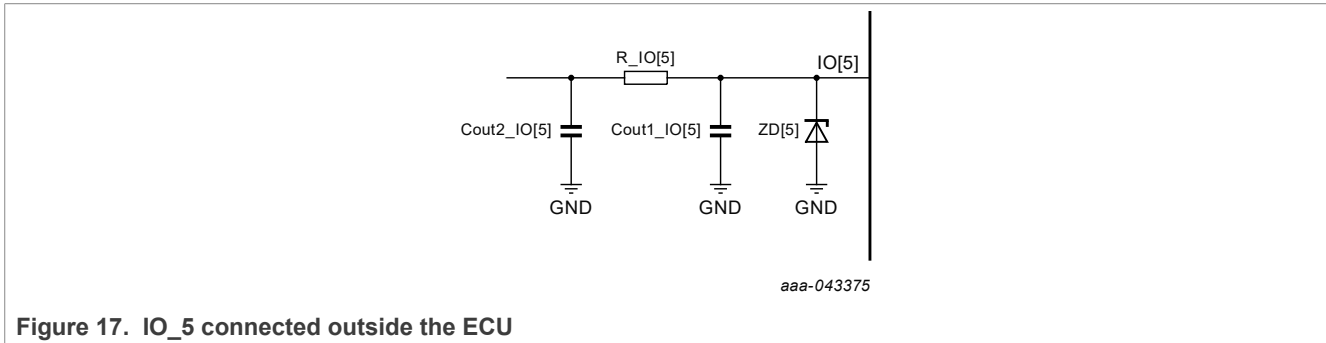 R_IO[5]
IO[5]
Cout2_IO[5]
Cout1_IO[5]
ZD[5]
GND
GND
GND
aaa-043375
Figure 17. IO_5 connected outside the ECU